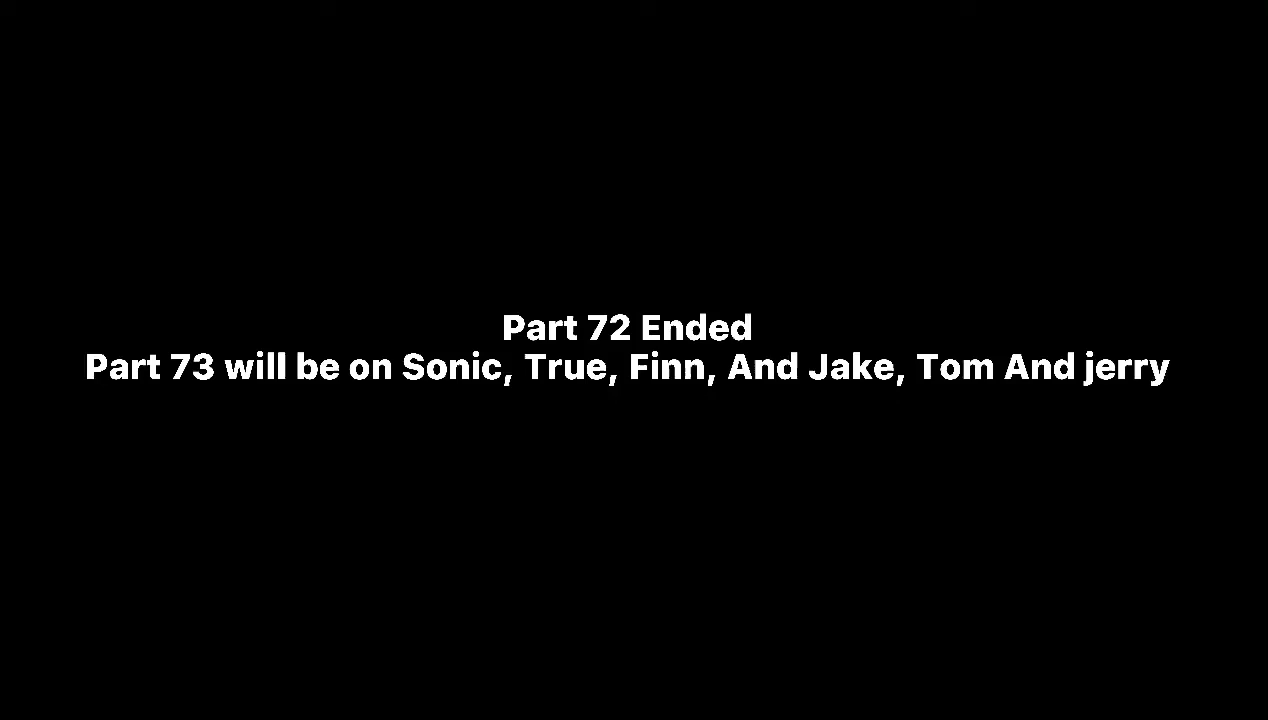 Part 72 Ended
Part 73 will be on Sonic, True, Finn, And Jake, Tom And jerry